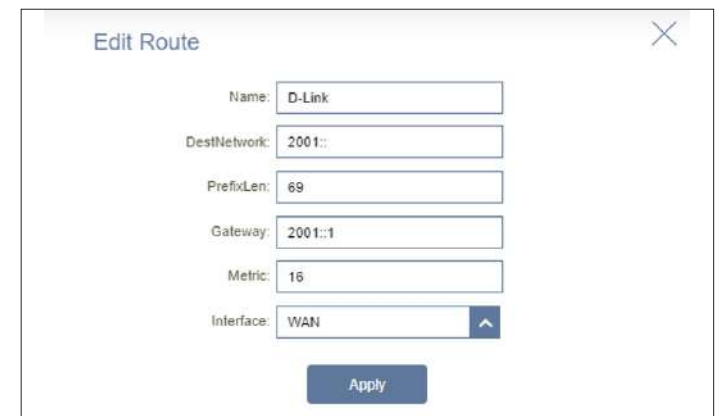 Edit Route
Name: D-Link
DestNetwork: 2001::
PrefixLen: 69
Gateway: 2001::1
Metric: 16
Interface: WAN
Apply